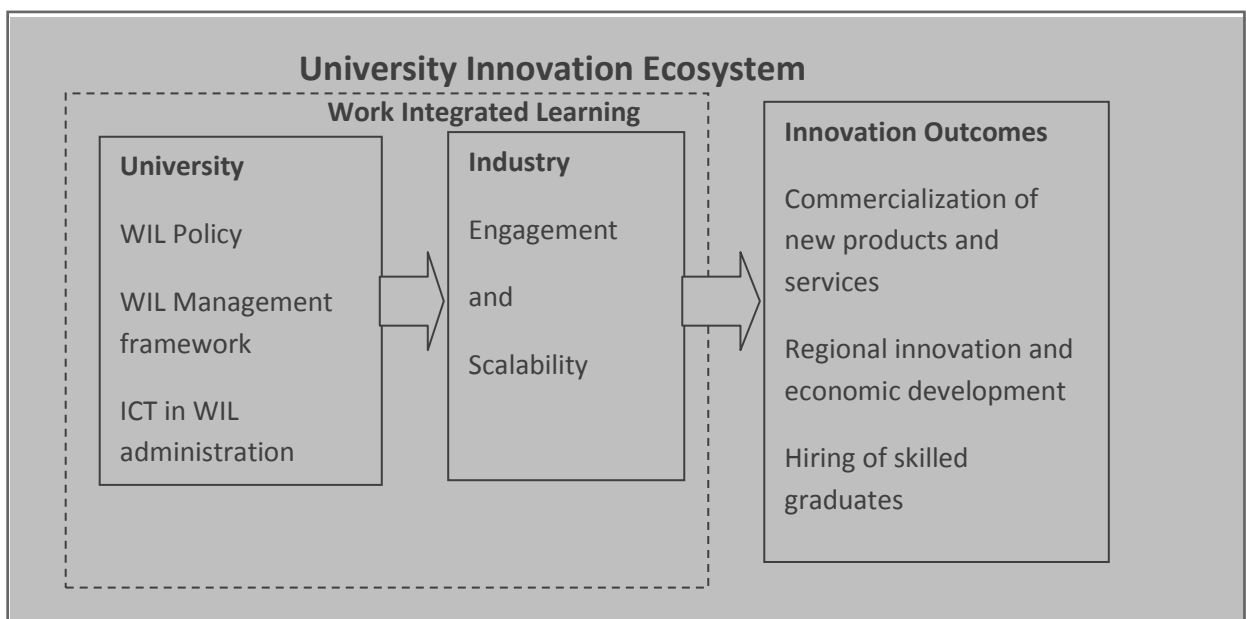 University Innovation Ecosystem
Work Integrated Learning
University
WIL Policy
WIL Management
framework
ICT in WIL
administration
Industry
Engagement
and
Scalability
Innovation Outcomes
Commercialization of
new products and
services
Regional innovation and
economic development
Hiring of skilled
graduates